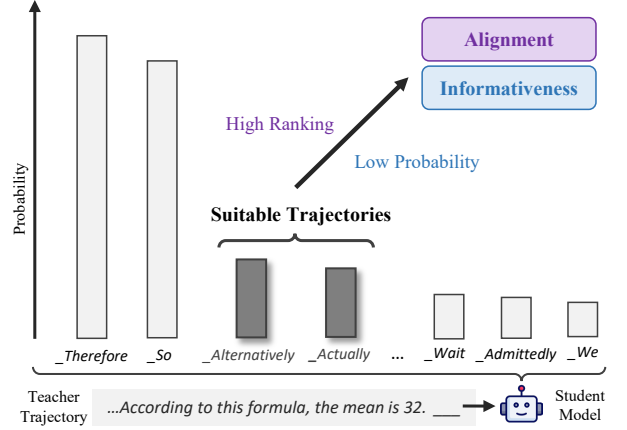 Alignment
Informativeness
High Ranking
Low Probability
Suitable Trajectories
Probability
_Therefore _So _Alternatively _Actually ... _Wait _Admittedly _We
Teacher Trajectory
...According to this formula, the mean is 32. ___
Student Model